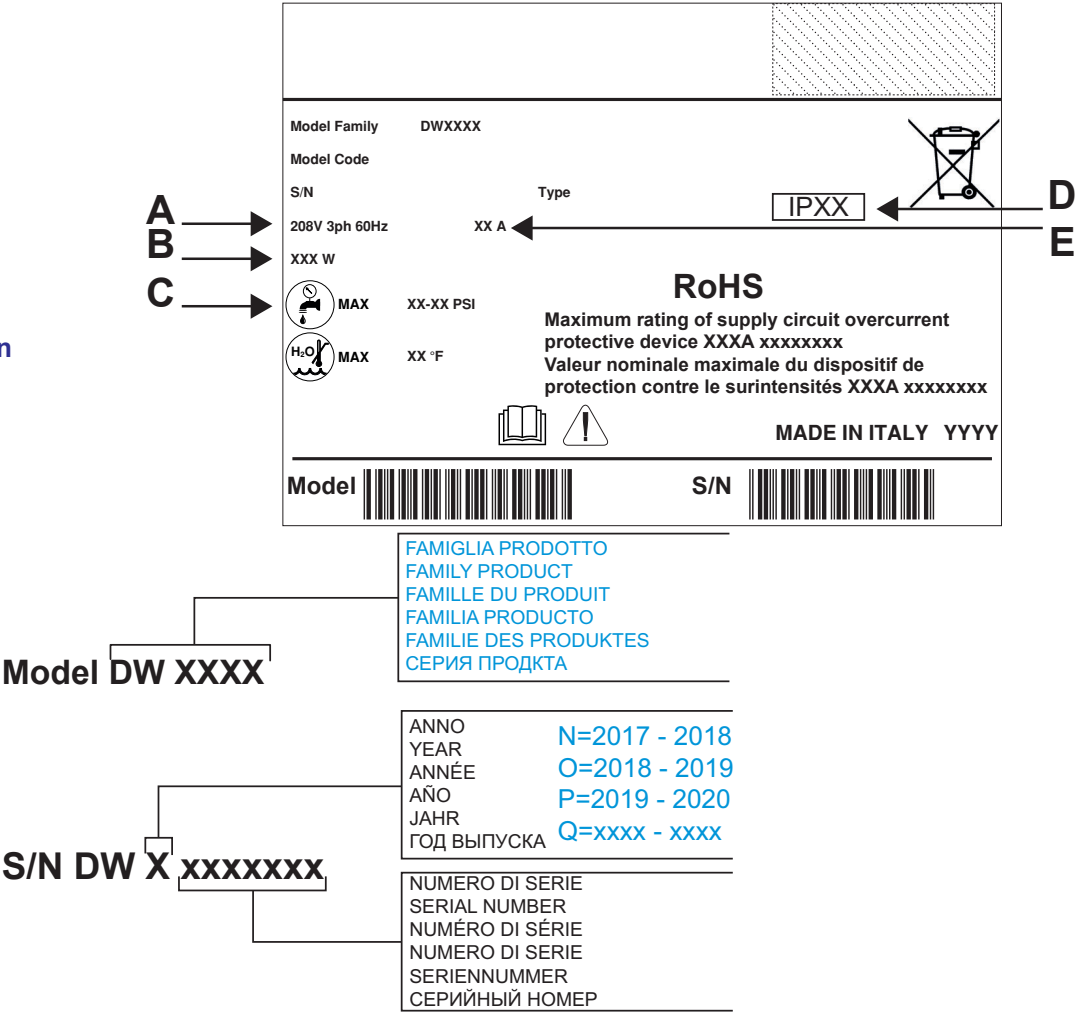 Model Family DWXXXX
Model Code
S/N Type
IPXX
D
A
208V 3ph 60Hz XX A
E
B
XXX W
C
MAX XX-XX PSI
RoHS
Maximum rating of supply circuit overcurrent
protective device XXXA xxxxxxxx
Valeur nominale maximale du dispositif de
protection contre le surintensités XXXA xxxxxxxx
n
H₂O MAX XX °F
MADE IN ITALY YYYY
Model S/N
FAMIGLIA PRODOTTO
FAMILY PRODUCT
FAMILLE DU PRODUIT
FAMILIA PRODUCTO
FAMILIE DES PRODUKTES
СЕРИЯ ПРОДКТА
Model DW XXXX
ANNO
YEAR
ANNÉE
AÑO
JAHR
ГОД ВЫПУСКА
N=2017 - 2018
O=2018 - 2019
P=2019 - 2020
Q=xxxx - xxxx
S/N DW X xxxxxxx
NUMERO DI SERIE
SERIAL NUMBER
NUMÉRO DI SÉRIE
NUMERO DI SERIE
SERIENNUMMER
СЕРИЙНЫЙ НОМЕР